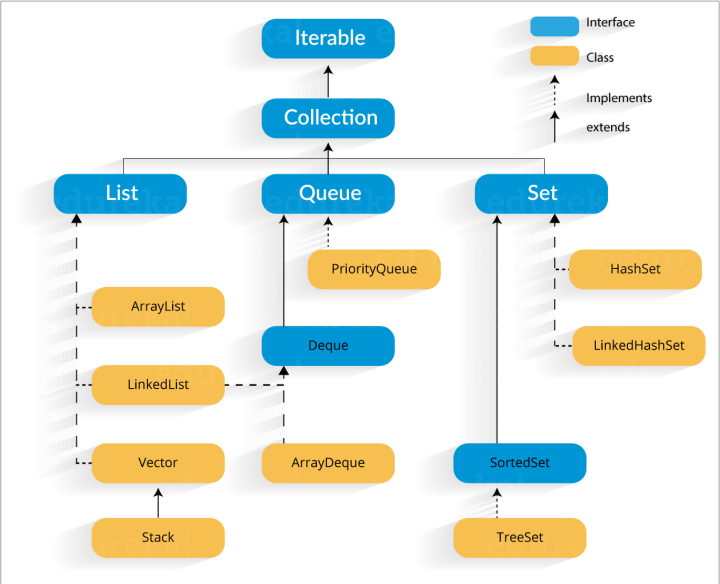 Iterable
Interface
Class
Collection
Implements
extends
List
Queue
Set
PriorityQueue
HashSet
ArrayList
Deque
LinkedHashSet
LinkedList
Vector
ArrayDeque
SortedSet
Stack
TreeSet